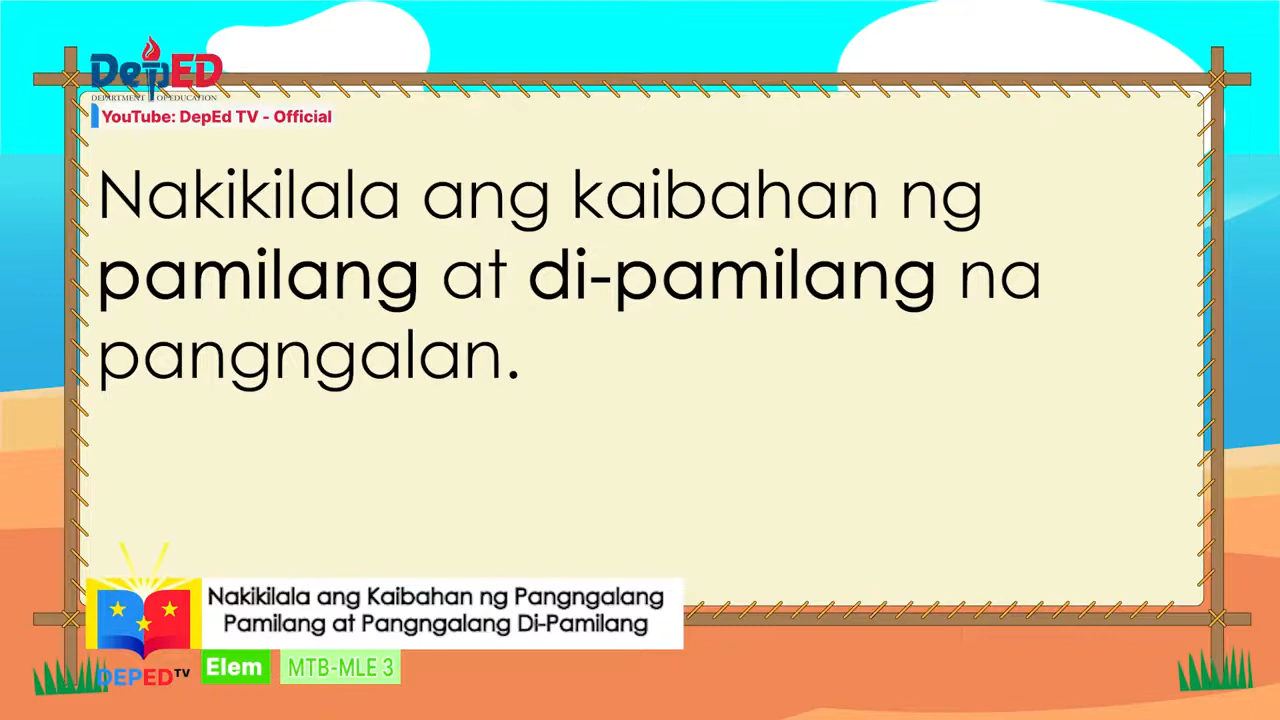 DepED
DEPARTMENT OF EDUCATION
YouTube: DepEd TV - Official
Nakikilala ang kaibahan ng
pamilang at di-pamilang na
pangngalan.
Nakikilala ang Kaibahan ng Pangngalang
Pamilang at Pangngalang Di-Pamilang
DEPED TV
Elem MTB-MLE 3